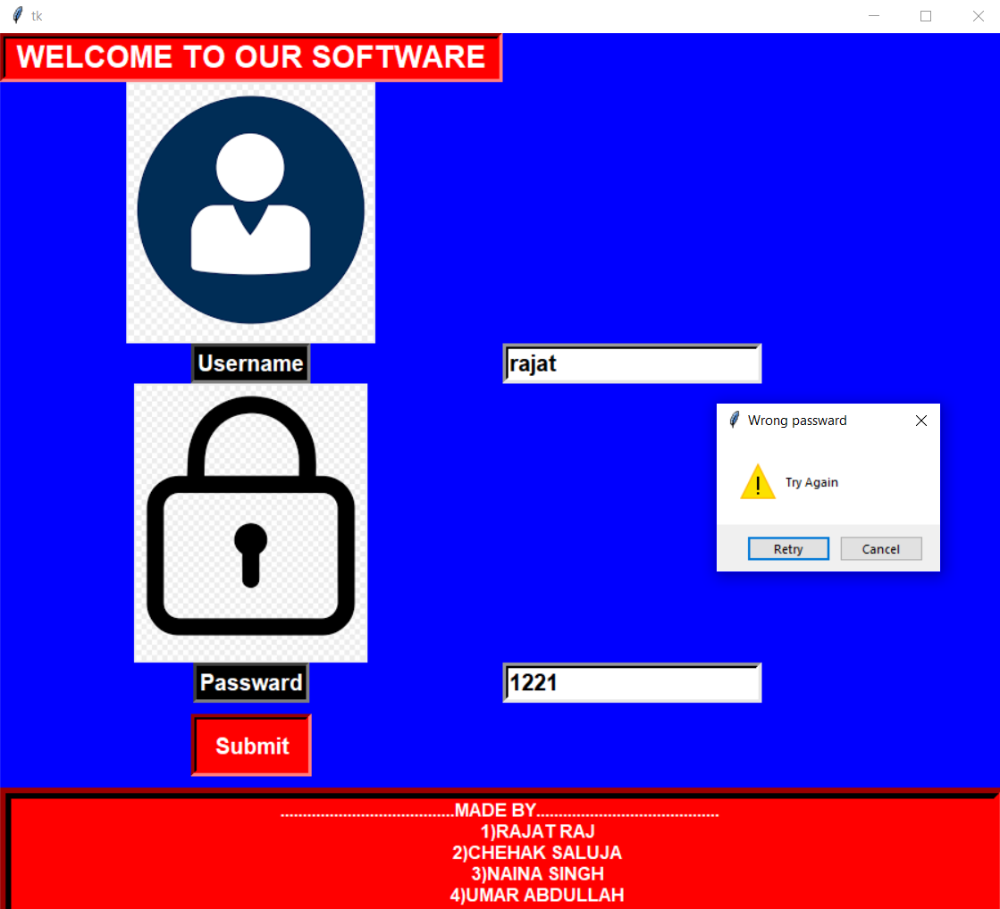 tk
WELCOME TO OUR SOFTWARE
Username
rajat
Wrong passward
Try Again
Retry
Cancel
Passward
1221
Submit
.......................................MADE BY.........................................
1)RAJAT RAJ
2)CHEHAK SALUJA
3)NAINA SINGH
4)UMAR ABDULLAH